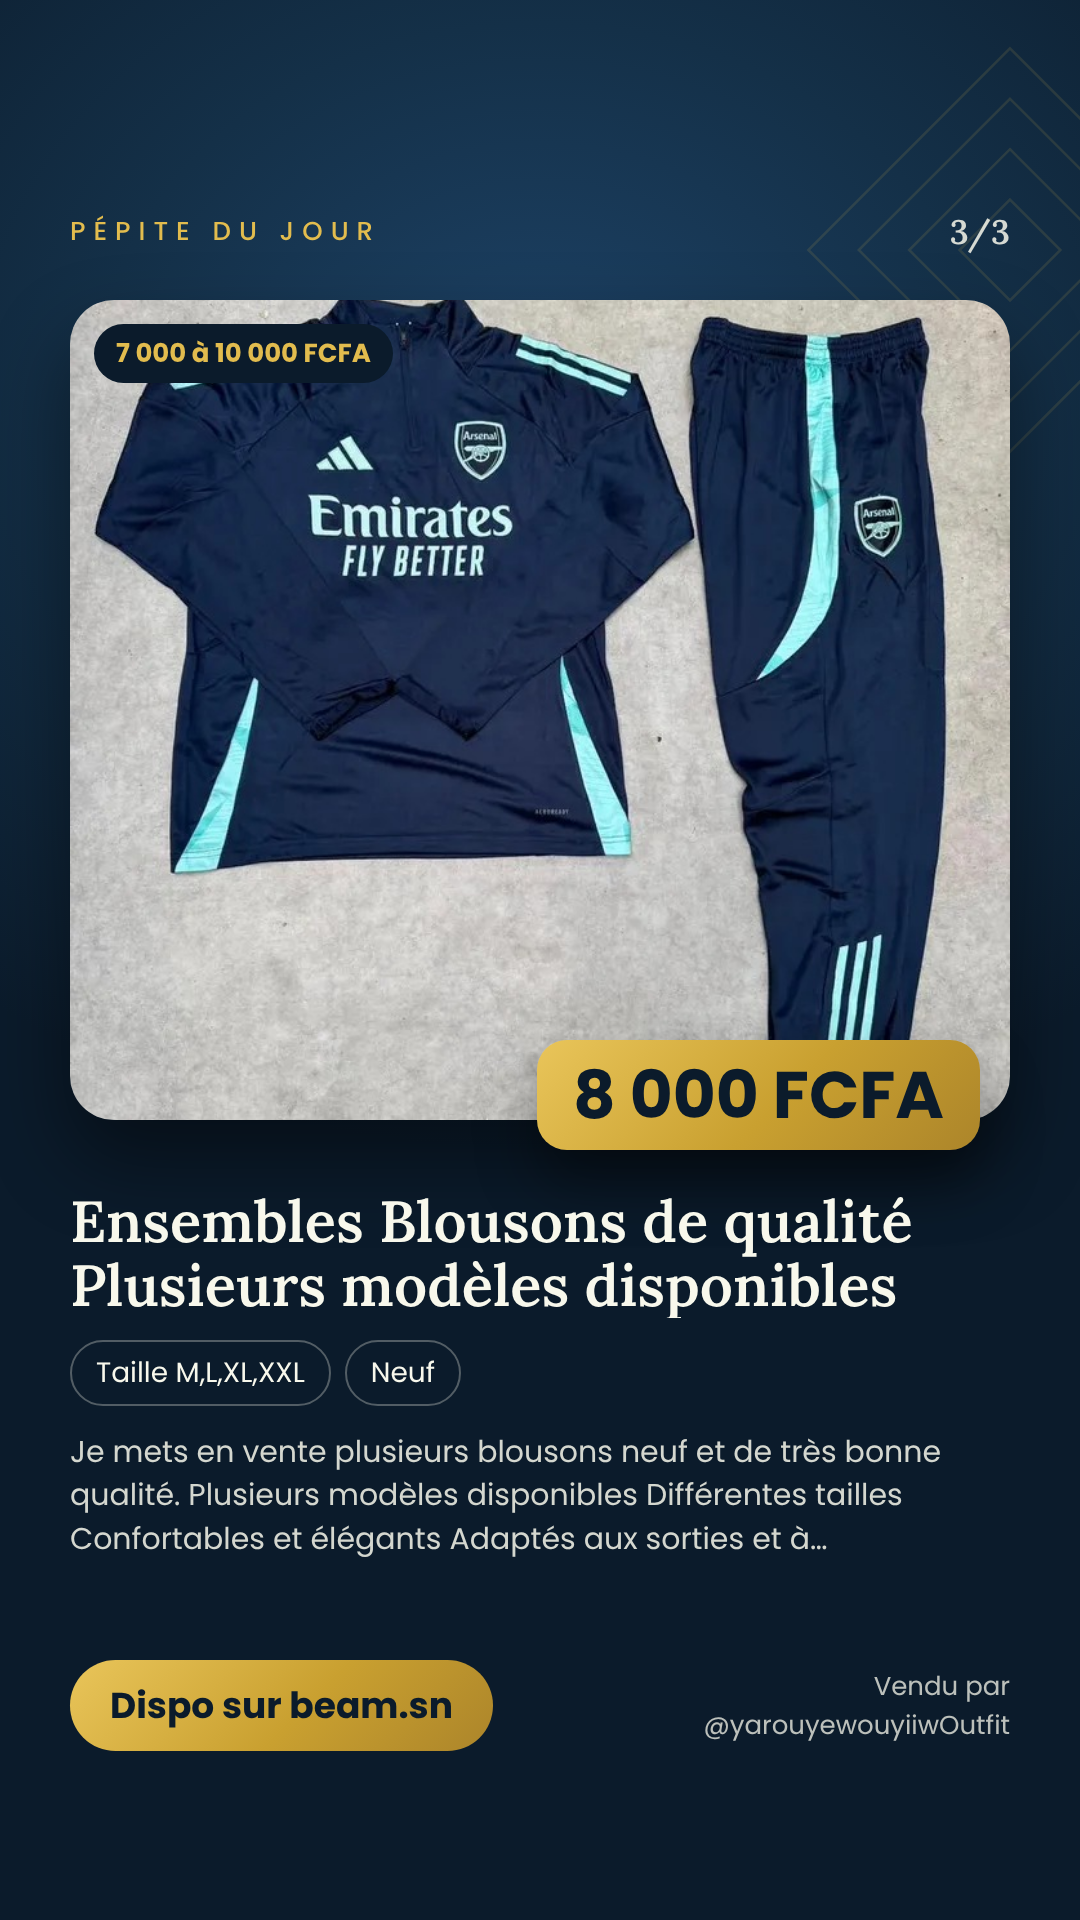 PÉPITE DU JOUR
3/3
7 000 à 10 000 FCFA
Arsenal
Emirates
FLY BETTER
Arsenal
AEROREADY
8 000 FCFA
Ensembles Blousons de qualité
Plusieurs modèles disponibles
Taille M,L,XL,XXL
Neuf
Je mets en vente plusieurs blousons neuf et de très bonne
qualité. Plusieurs modèles disponibles Différentes tailles
Confortables et élégants Adaptés aux sorties et à...
Dispo sur beam.sn
Vendu par
@yarouyewouyiiwOutfit